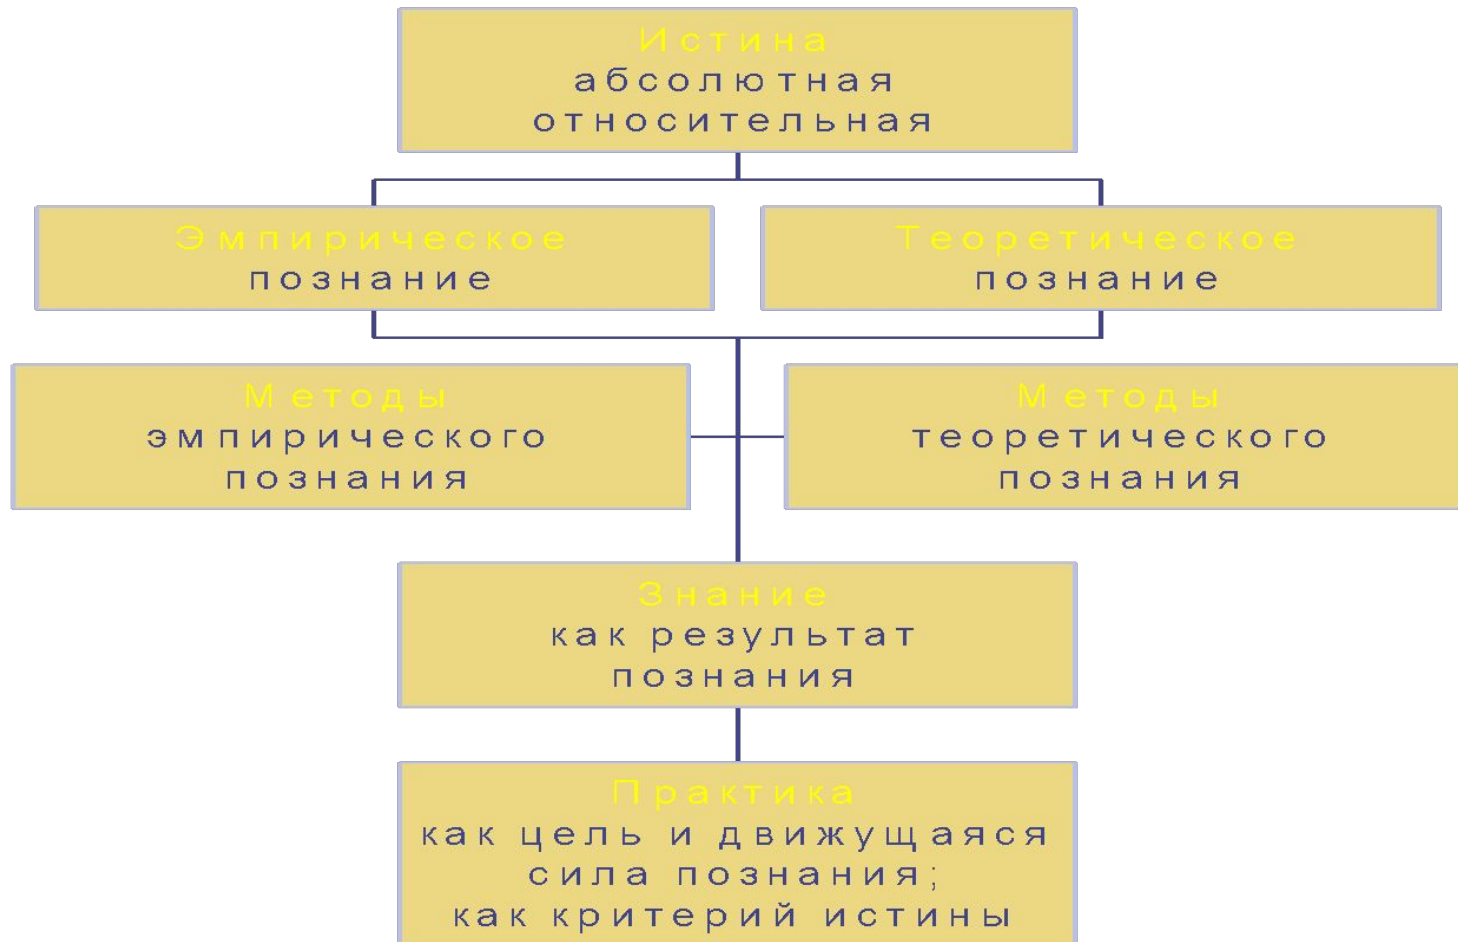 Истина
абсолютная
относительная
Эмпирическое
познание
Теоретическое
познание
Методы
эмпирического
познания
Методы
теоретического
познания
Знание
как результат
познания
Практика
как цель и движущаяся
сила познания;
как критерий истины